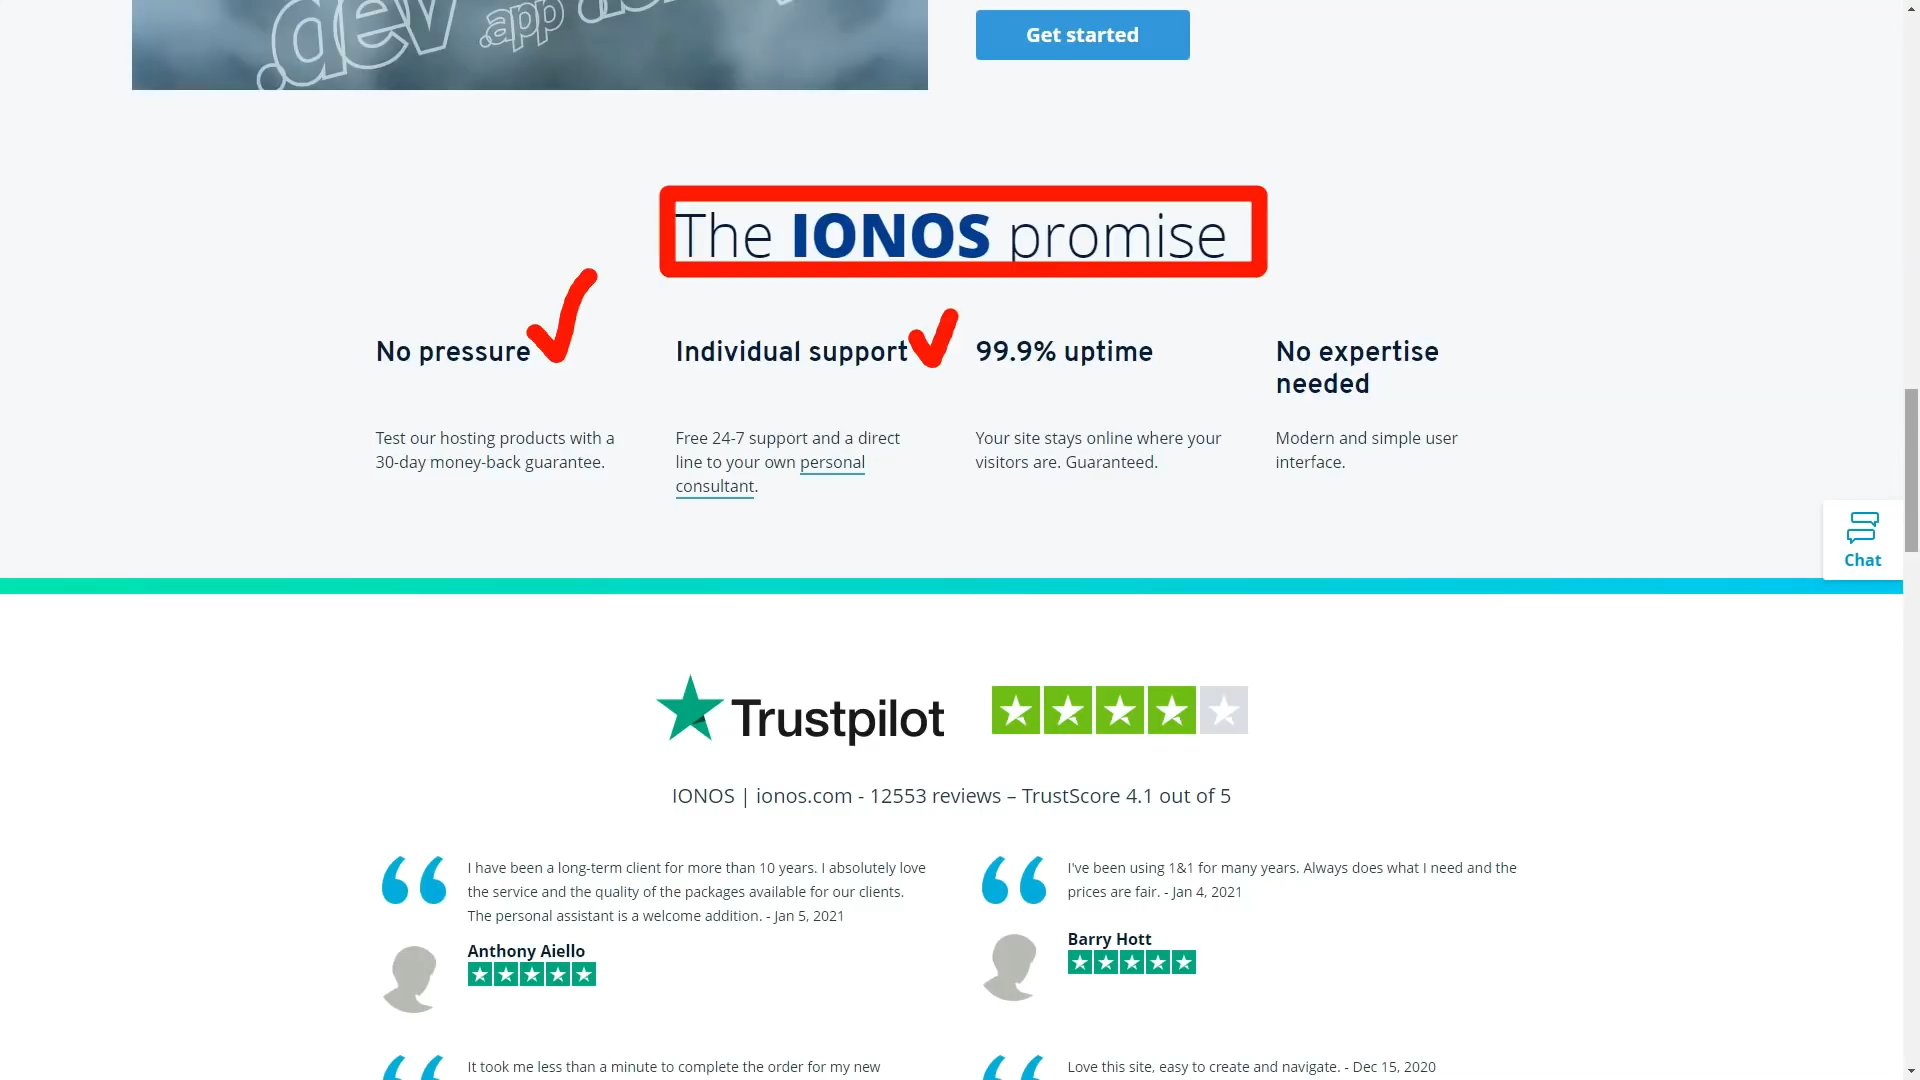 .dev .app
Get started
The IONOS promise
No pressure
Test our hosting products with a
30-day money-back guarantee.
Individual support
Free 24-7 support and a direct
line to your own personal
consultant.
99.9% uptime
Your site stays online where your
visitors are. Guaranteed.
No expertise
needed
Modern and simple user
interface.
Chat
Trustpilot
IONOS | ionos.com - 12553 reviews – TrustScore 4.1 out of 5
I have been a long-term client for more than 10 years. I absolutely love
the service and the quality of the packages available for our clients.
The personal assistant is a welcome addition. - Jan 5, 2021
Anthony Aiello
I've been using 1&1 for many years. Always does what I need and the
prices are fair. - Jan 4, 2021
Barry Hott
It took me less than a minute to complete the order for my new
Love this site, easy to create and navigate. - Dec 15, 2020